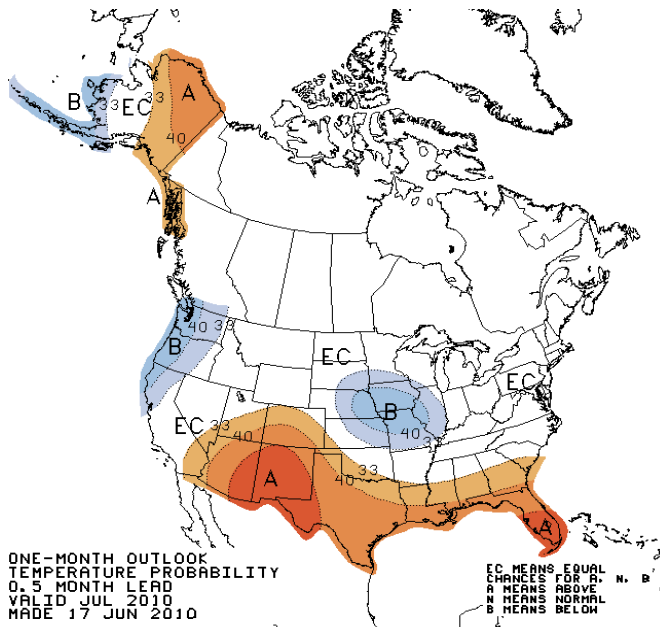 B
33
EC
33
A
40
A
40
33
B
EC
EC
B
40
33
EC
33
40
33
40
A
A
ONE-MONTH OUTLOOK
TEMPERATURE PROBABILITY
0.5 MONTH LEAD
VALID JUL 2010
MADE 17 JUN 2010
EC MEANS EQUAL
CHANCES FOR A, N, B
A MEANS ABOVE
N MEANS NORMAL
B MEANS BELOW